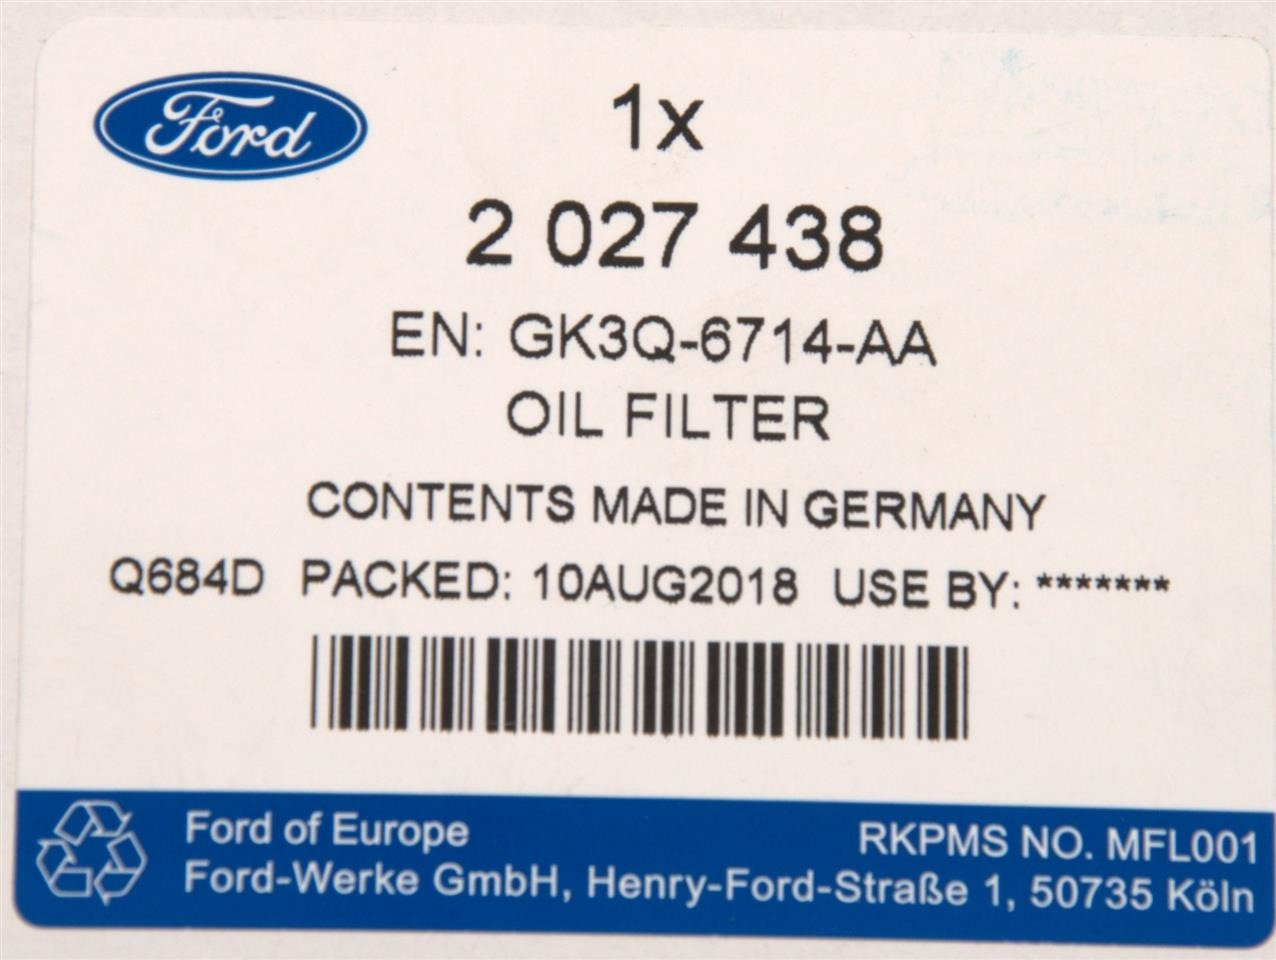 Ford
1x
2 027 438
EN: GK3Q-6714-AA
OIL FILTER
CONTENTS MADE IN GERMANY
Q684D PACKED: 10AUG2018 USE BY: *******
Ford of Europe RKPMS NO. MFL001
Ford-Werke GmbH, Henry-Ford-Straße 1, 50735 Köln